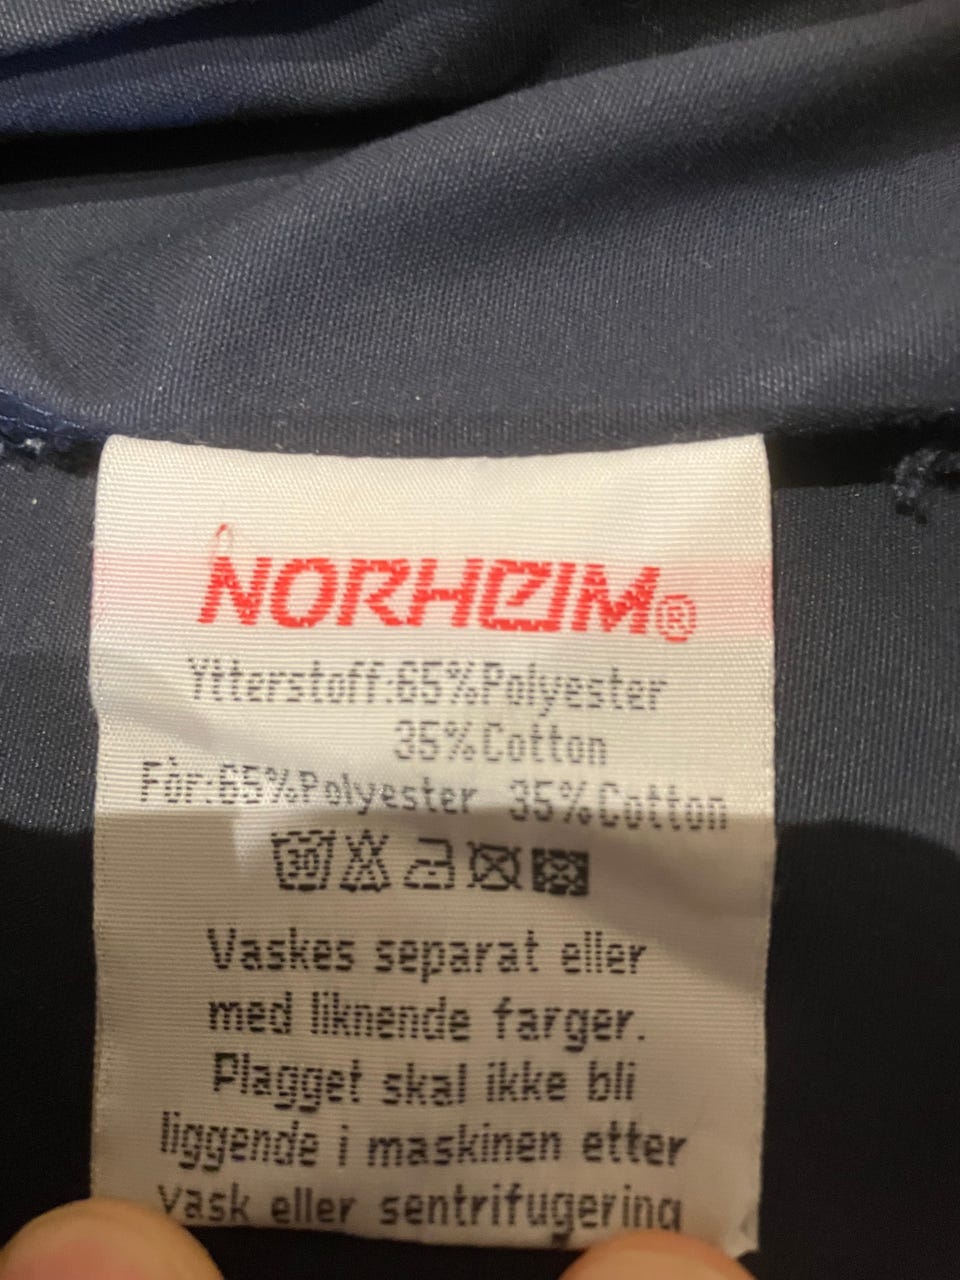 NORHEIM®
Ytterstoff:65%Polyester
35%Cotton
Fòr:65%Polyester 35%Cotton
30
Vaskes separat eller
med liknende farger.
Plagget skal ikke bli
liggende i maskinen etter
vask eller sentrifugering